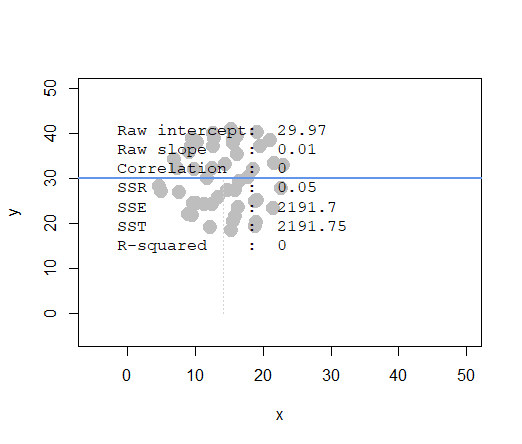 50
40
30
20
10
0
y
Raw intercept: 29.97
Raw slope : 0.01
Correlation : 0
SSR : 0.05
SSE : 2191.7
SST : 2191.75
R-squared : 0
0 10 20 30 40 50
x